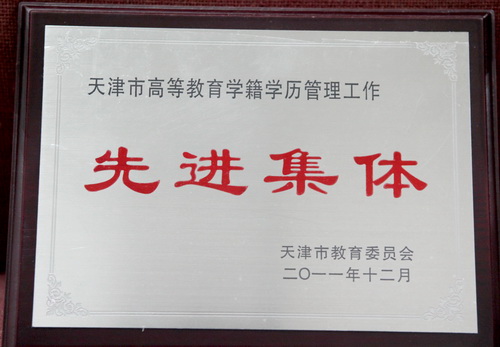 天津市高等教育学籍学历管理工作
先进集体
天津市教育委员会
二〇一一年十二月